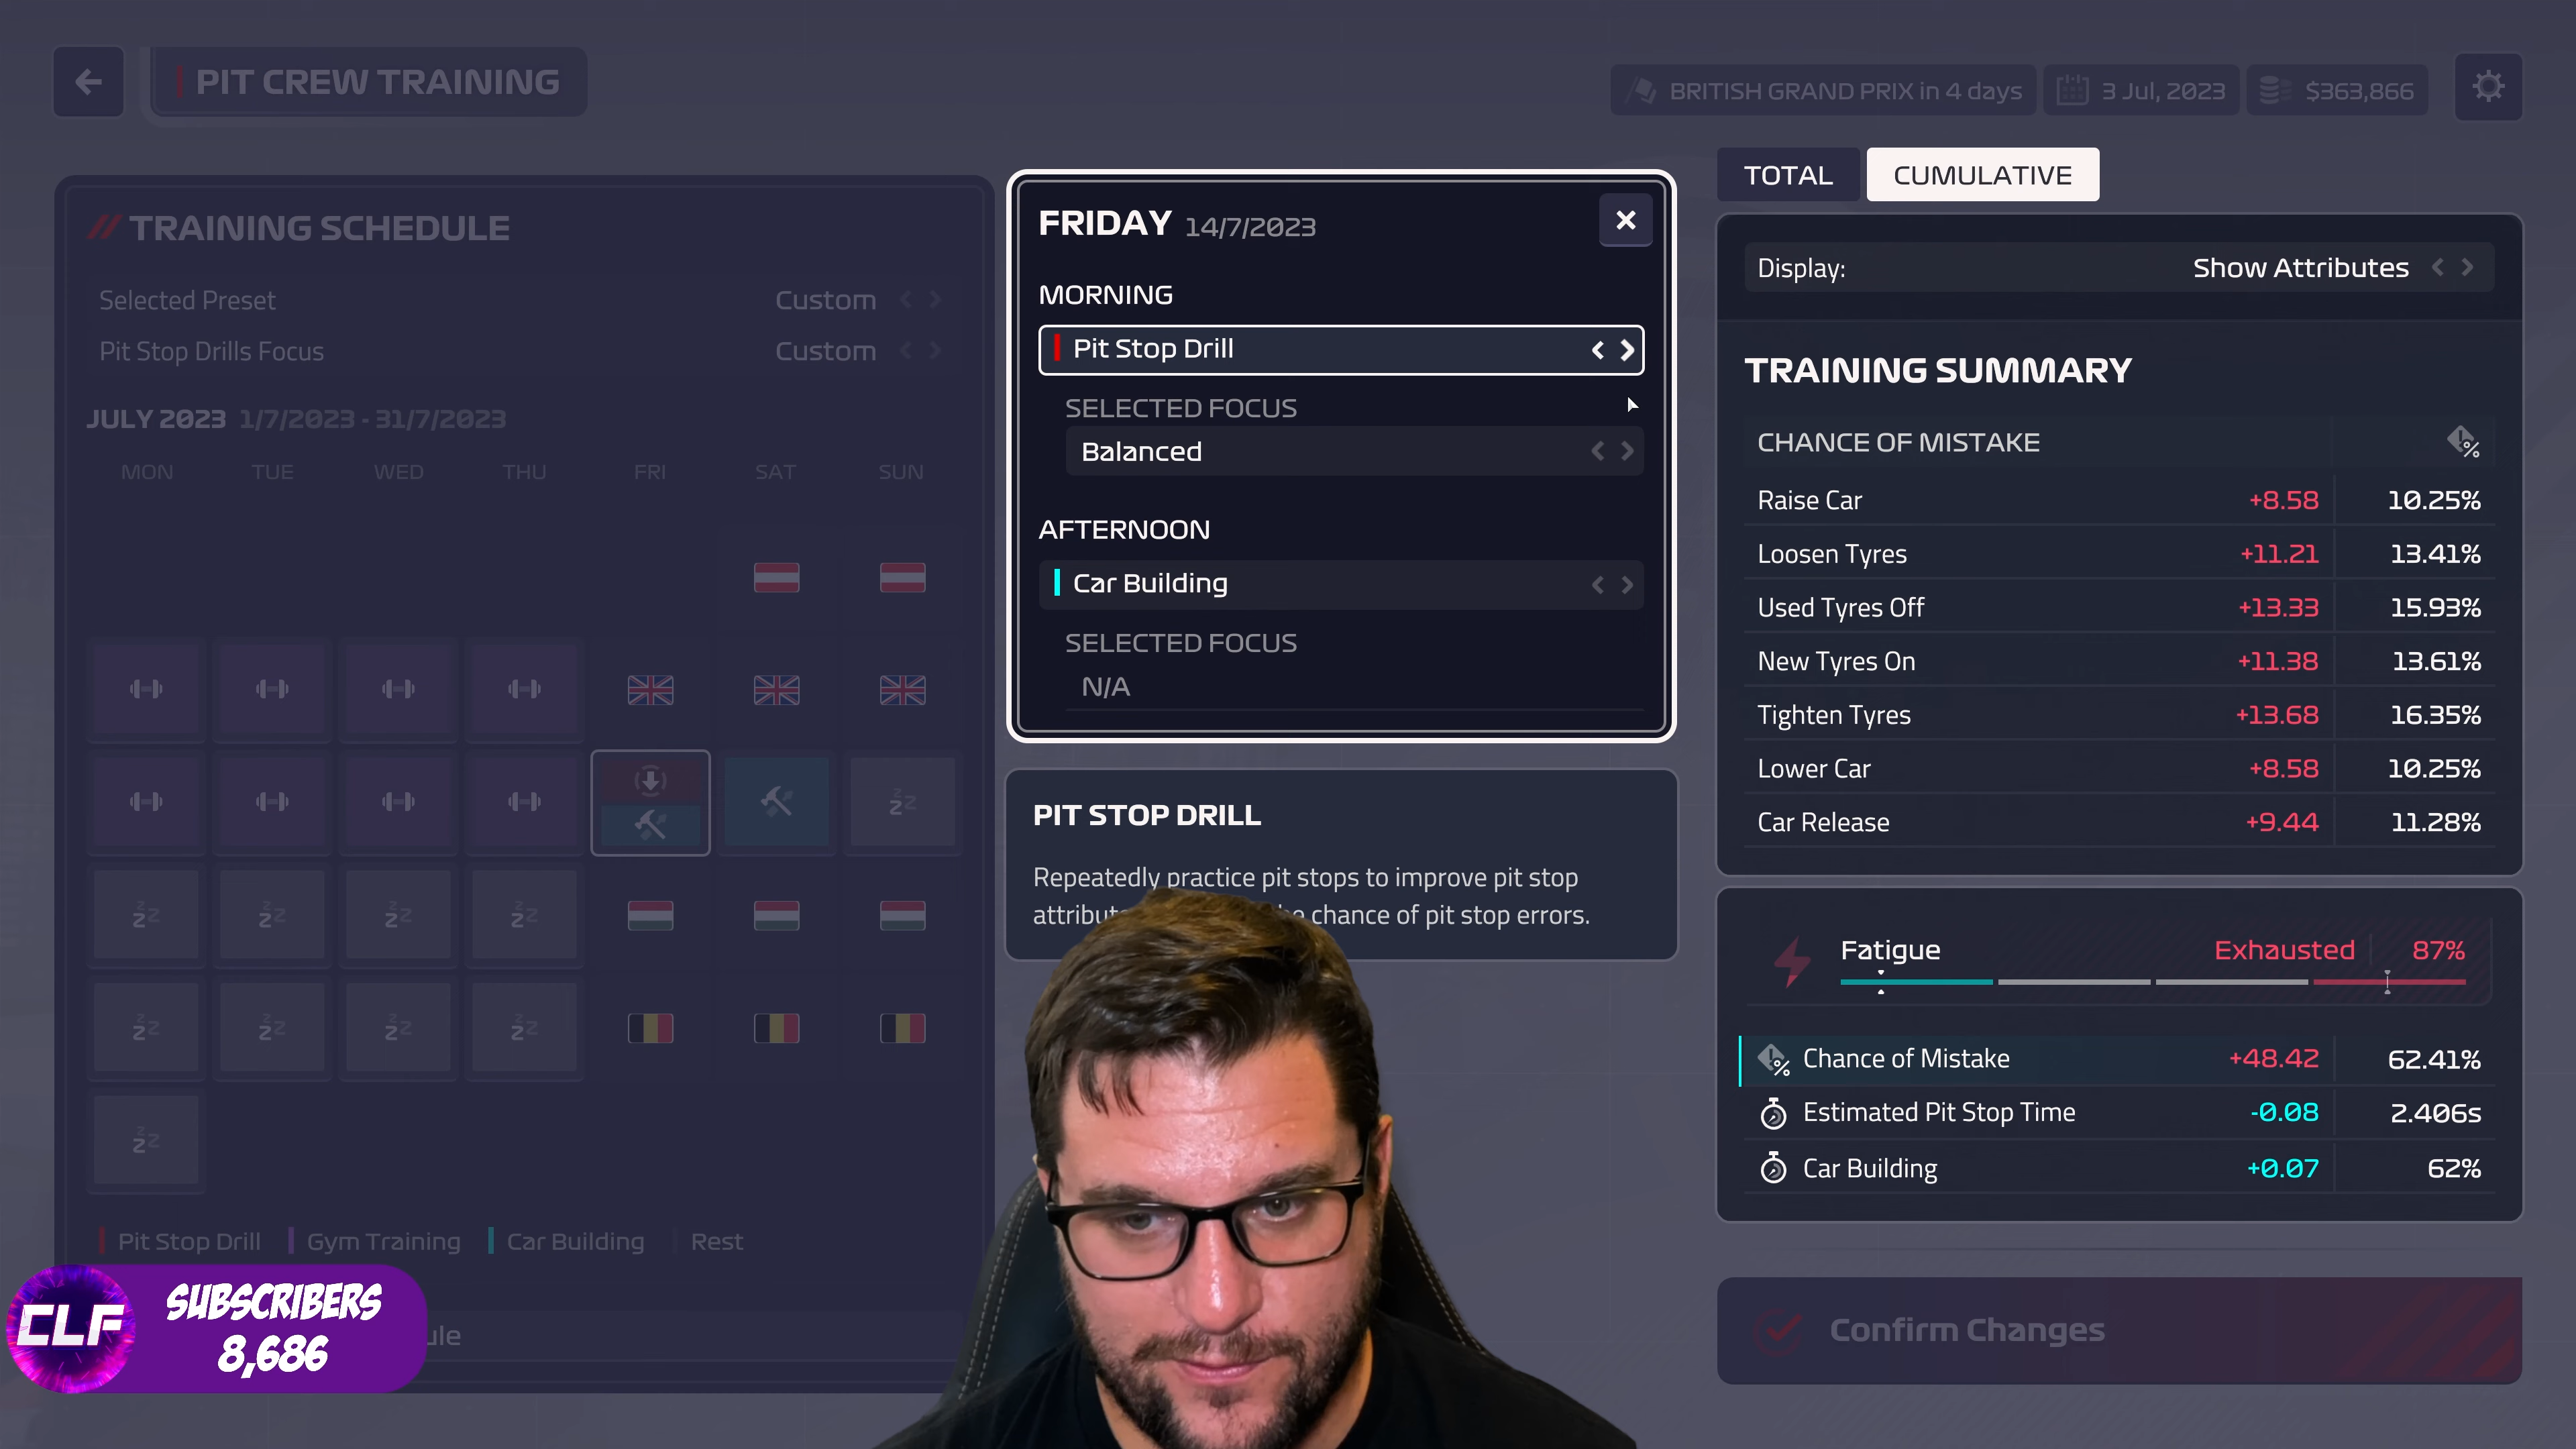 PIT CREW TRAINING
BRITISH GRAND PRIX in 4 days
3 Jul, 2023
$363,866
TRAINING SCHEDULE
Selected Preset Custom
Pit Stop Drills Focus Custom
JULY 2023 1/7/2023 - 31/7/2023
MON TUE WED THU FRI SAT SUN
Pit Stop Drill Gym Training Car Building Rest
CLF
SUBSCRIBERS
8,686
FRIDAY 14/7/2023
MORNING
Pit Stop Drill
SELECTED FOCUS
Balanced
AFTERNOON
Car Building
SELECTED FOCUS
N/A
PIT STOP DRILL
Repeatedly practice pit stops to improve pit stop
chance of pit stop errors.
TOTAL CUMULATIVE
Display: Show Attributes
TRAINING SUMMARY
CHANCE OF MISTAKE
Raise Car +8.58 10.25%
Loosen Tyres +11.21 13.41%
Used Tyres Off +13.33 15.93%
New Tyres On +11.38 13.61%
Tighten Tyres +13.68 16.35%
Lower Car +8.58 10.25%
Car Release +9.44 11.28%
Fatigue Exhausted 87%
Chance of Mistake +48.42 62.41%
Estimated Pit Stop Time -0.08 2.406s
Car Building +0.07 62%
Confirm Changes